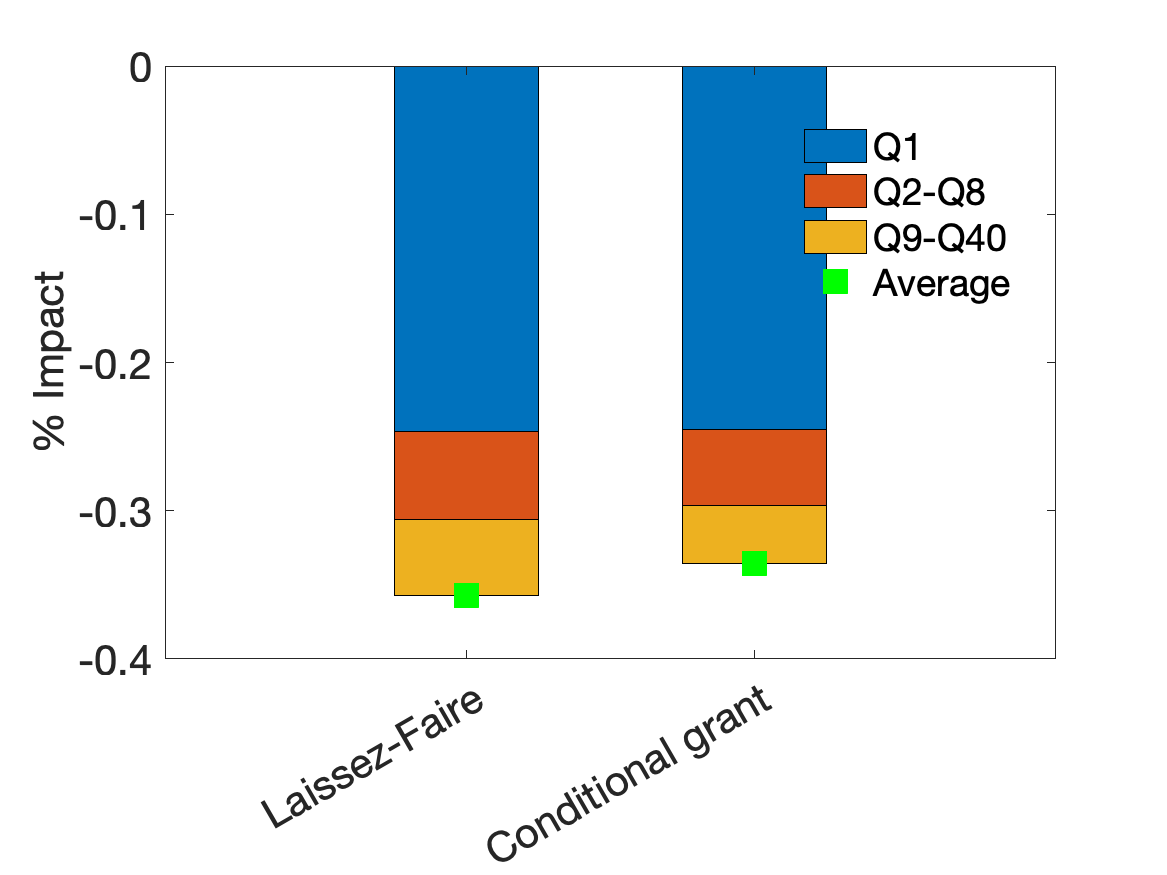 0
-0.1
-0.2
-0.3
-0.4
% Impact
Q1
Q2-Q8
Q9-Q40
Average
Laissez-Faire
Conditional grant